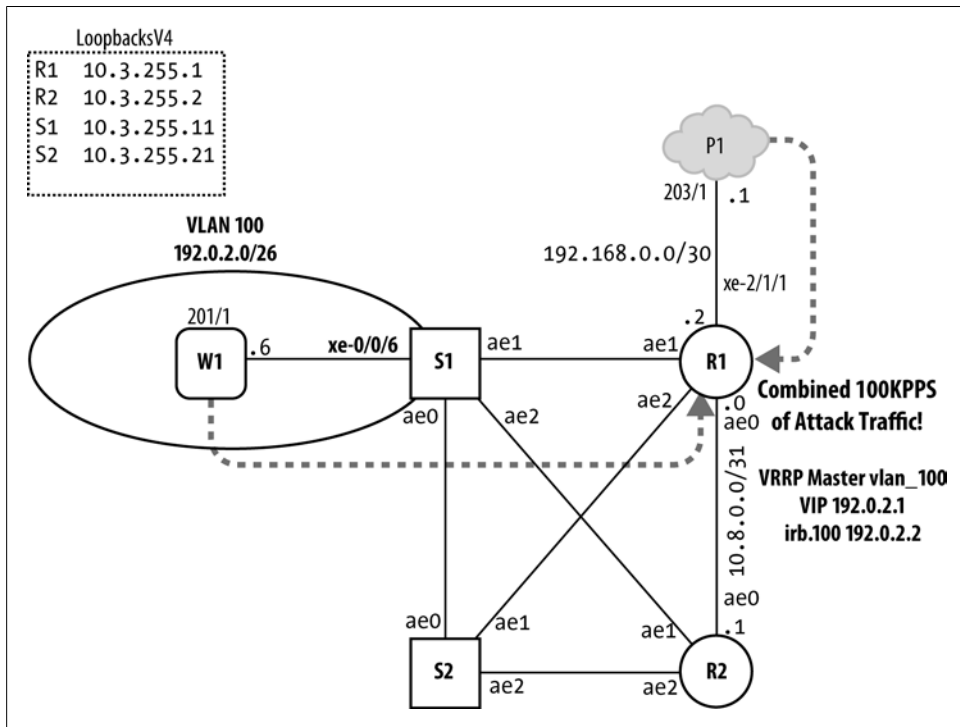 LoopbacksV4
R1 10.3.255.1
R2 10.3.255.2
S1 10.3.255.11
S2 10.3.255.21
P1
203/1
.1
VLAN 100
192.0.2.0/26
192.168.0.0/30
xe-2/1/1
201/1
.2
W1
.6
xe-0/0/6
S1
ae1
ae1
R1
ae0
ae2
ae2
.0
ae0
Combined 100KPPS
of Attack Traffic!
10.8.0.0/31
VRRP Master vlan_100
VIP 192.0.2.1
irb.100 192.0.2.2
ae0
ae1
ae1
ae0
.1
S2
ae2
ae2
R2